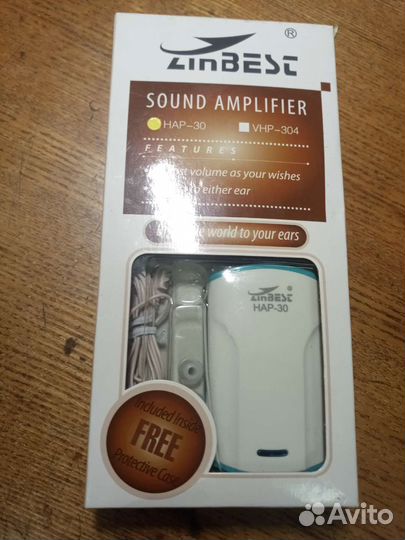 ZinBEST ®
SOUND AMPLIFIER
HAP-30 VHP-304
FEATURES
volume as your wishes
either ear
world to your ears
ZinBEST ®
HAP-30
Included Inside
FREE
Protective Case
Avito